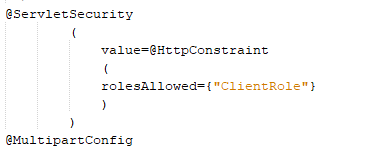 @ServletSecurity
(
value=@HttpConstraint
(
rolesAllowed={"ClientRole"}
)
)
@MultipartConfig